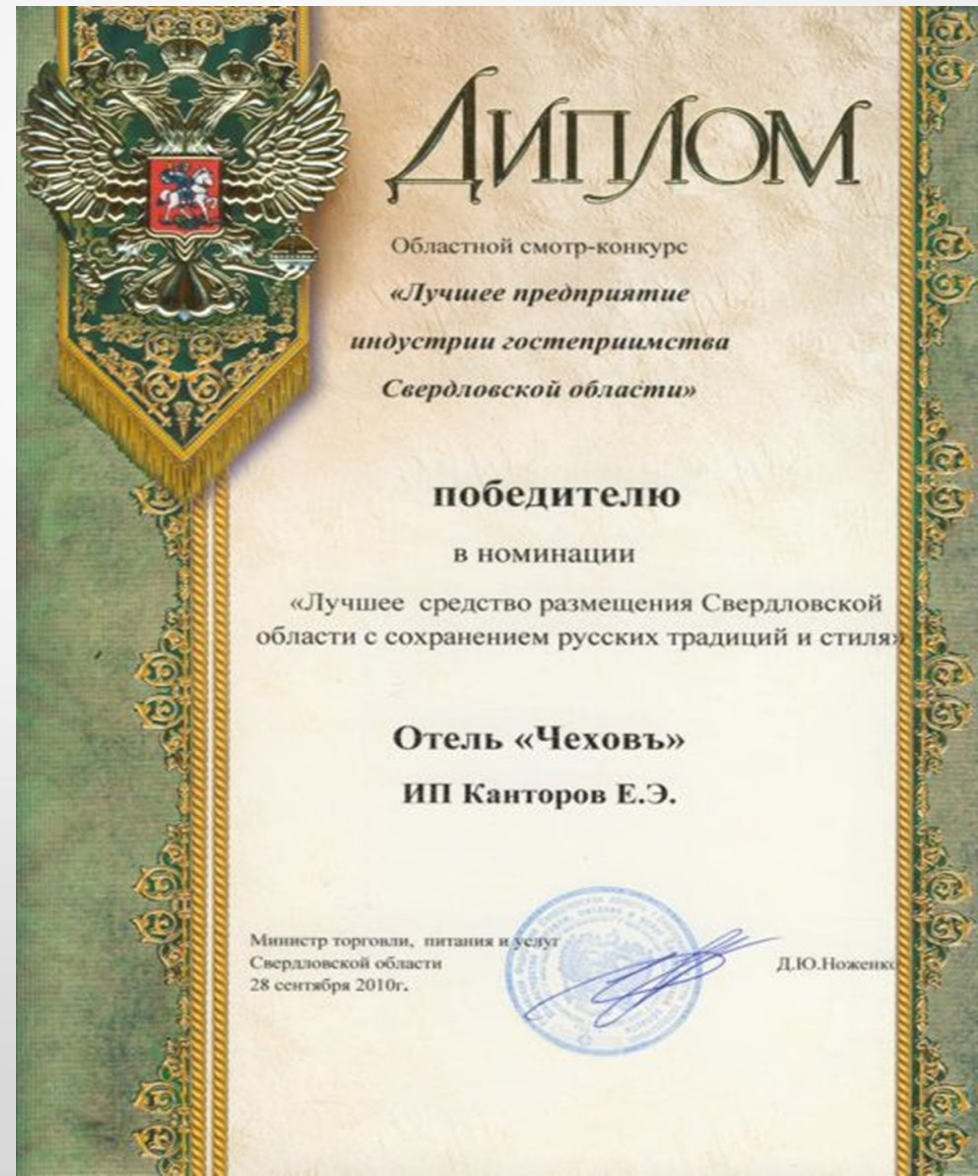 ДИПЛОМ
Областной смотр-конкурс
«Лучшее предприятие
индустрии гостеприимства
Свердловской области»
победителю
в номинации
«Лучшее средство размещения Свердловской
области с сохранением русских традиций и стиля»
Отель «Чеховъ»
ИП Канторов Е.Э.
Министр торговли, питания и услуг
Свердловской области
28 сентября 2010г.
Д.Ю.Ноженко